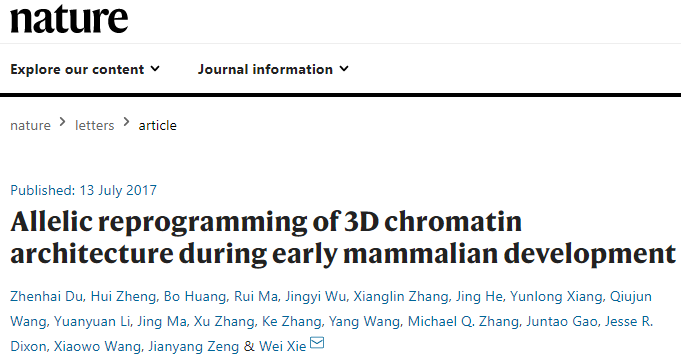 nature
Explore our content Journal information
nature > letters > article
Published: 13 July 2017
Allelic reprogramming of 3D chromatin
architecture during early mammalian development
Zhenhai Du, Hui Zheng, Bo Huang, Rui Ma, Jingyi Wu, Xianglin Zhang, Jing He, Yunlong Xiang, Qiujun
Wang, Yuanyuan Li, Jing Ma, Xu Zhang, Ke Zhang, Yang Wang, Michael Q. Zhang, Juntao Gao, Jesse R.
Dixon, Xiaowo Wang, Jianyang Zeng & Wei Xie